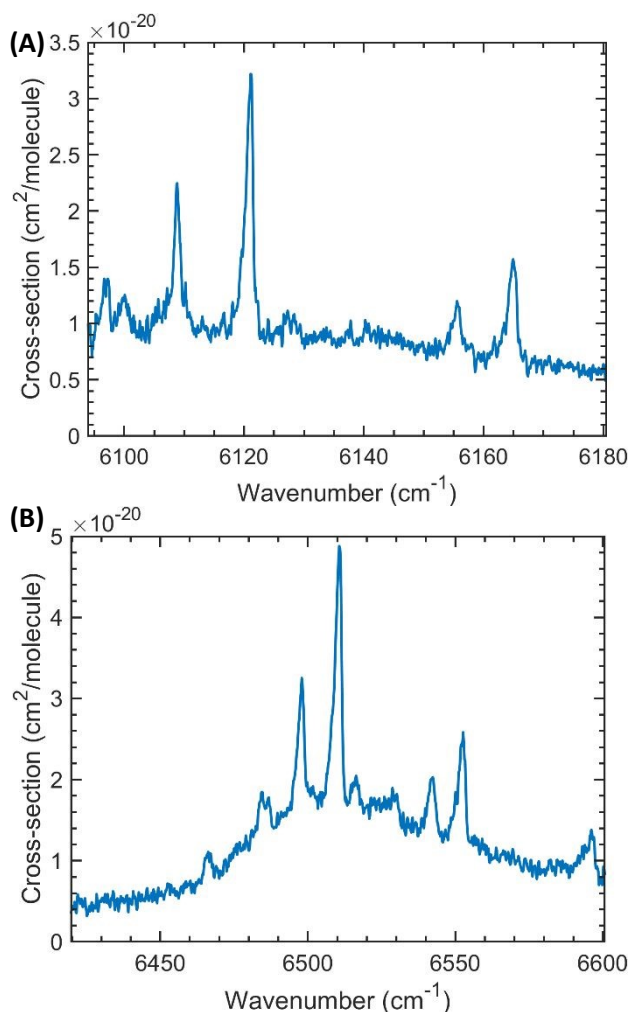 (A)
×10⁻²⁰
3.5
3
2.5
2
1.5
1
0.5
0
6100 6120 6140 6160 6180
Cross-section (cm²/molecule)
Wavenumber (cm⁻¹)
(B)
×10⁻²⁰
5
4
3
2
1
0
6450 6500 6550 6600
Cross-section (cm²/molecule)
Wavenumber (cm⁻¹)